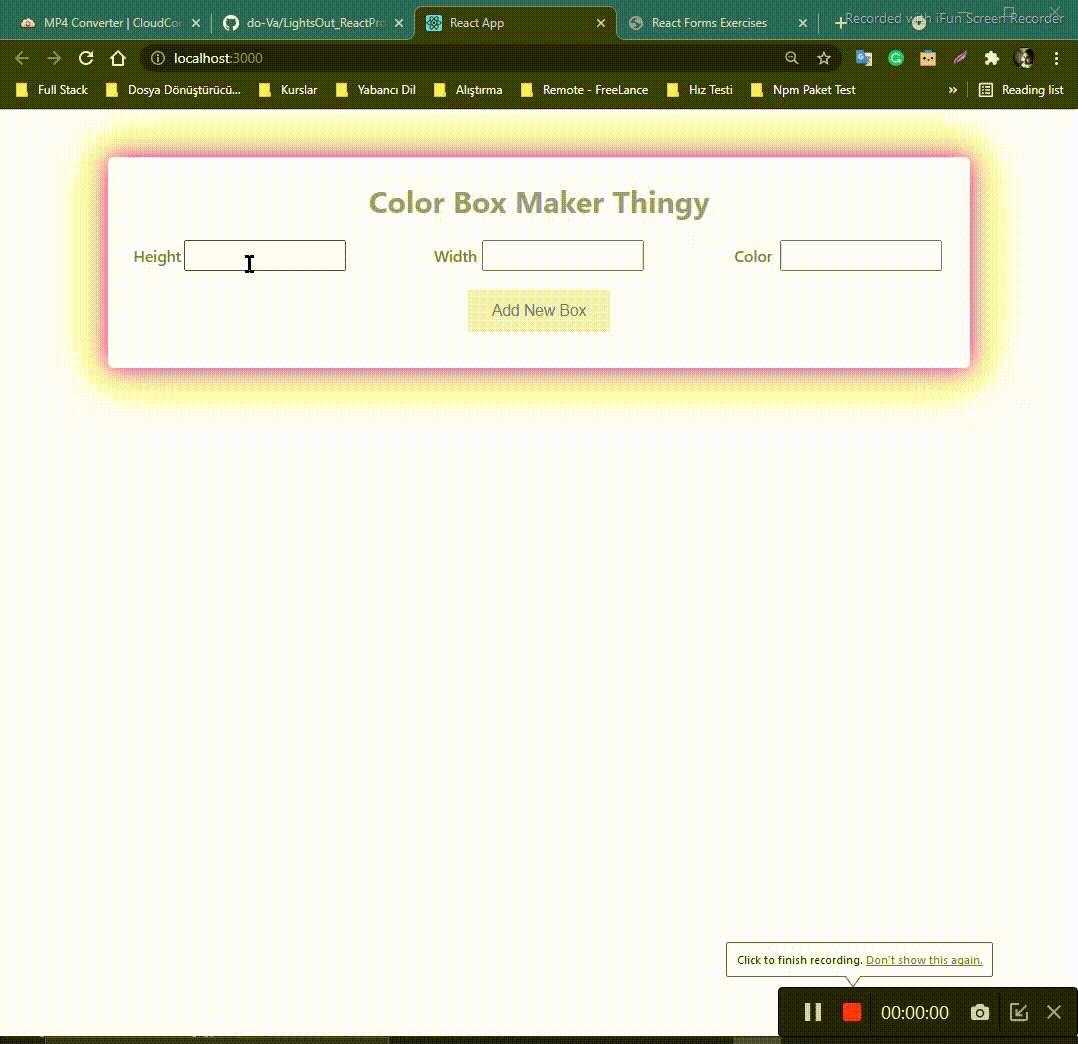 MP4 Converter | CloudCo
do-Va/LightsOut_ReactPro
React App
React Forms Exercises
Recorded with iFun Screen Recorder
localhost:3000
Full Stack
Dosya Dönüştürücü...
Kurslar
Yabancı Dil
Alıştırma
Remote - FreeLance
Hız Testi
Npm Paket Test
»
Reading list
Color Box Maker Thingy
Height
Width
Color
Add New Box
Click to finish recording. Don't show this again.
00:00:00